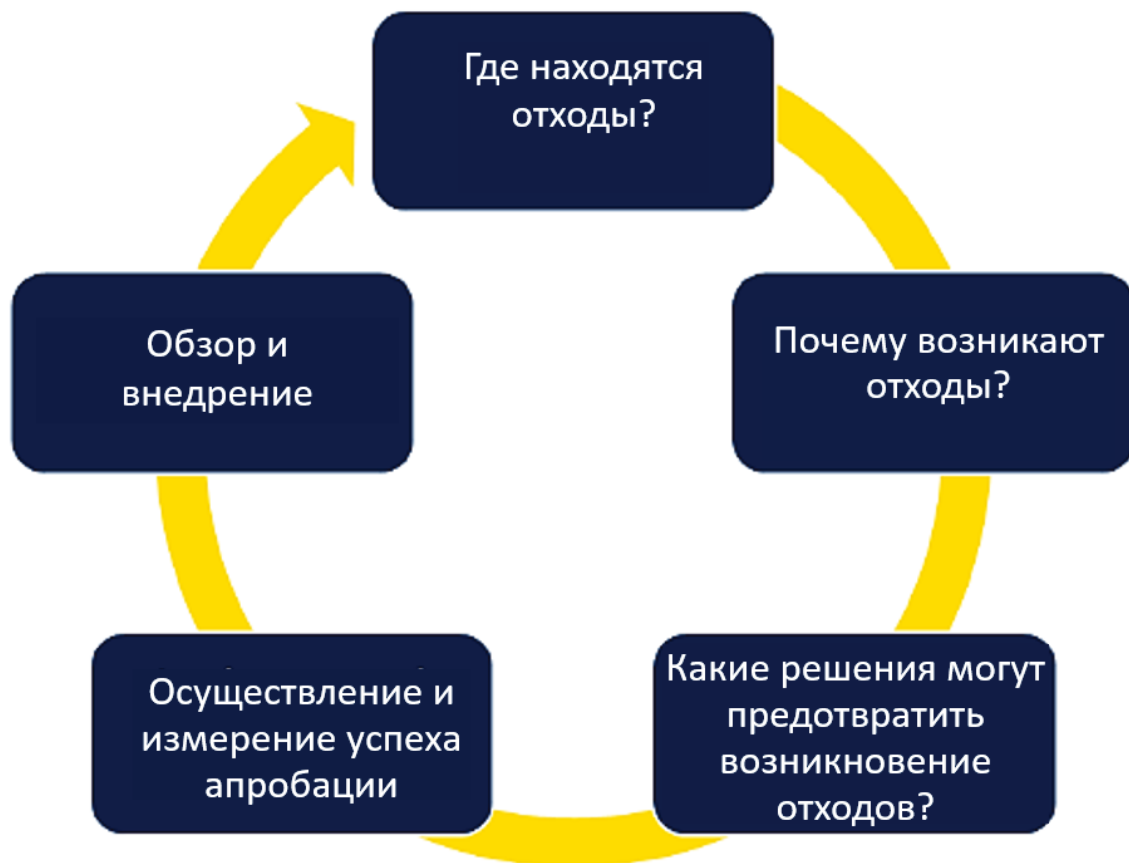 Где находятся
отходы?
Почему возникают
отходы?
Какие решения могут
предотвратить
возникновение
отходов?
Осуществление и
измерение успеха
апробации
Обзор и
внедрение